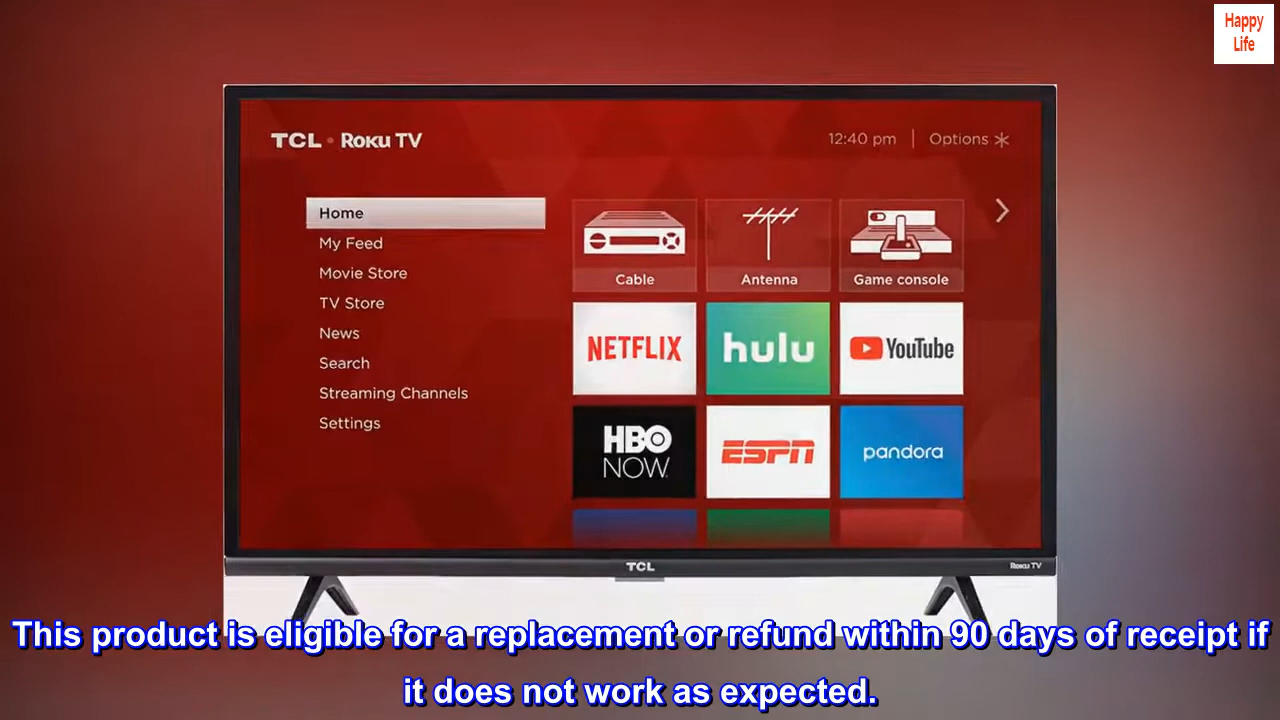 Happy
Life
TCL • Roku TV
12:40 pm | Options
Home
My Feed
Movie Store
TV Store
News
Search
Streaming Channels
Settings
Cable
Antenna
Game console
NETFLIX
hulu
YouTube
HBO
NOW
ESPN
pandora
TCL
Roku TV
This product is eligible for a replacement or refund within 90 days of receipt if
it does not work as expected.